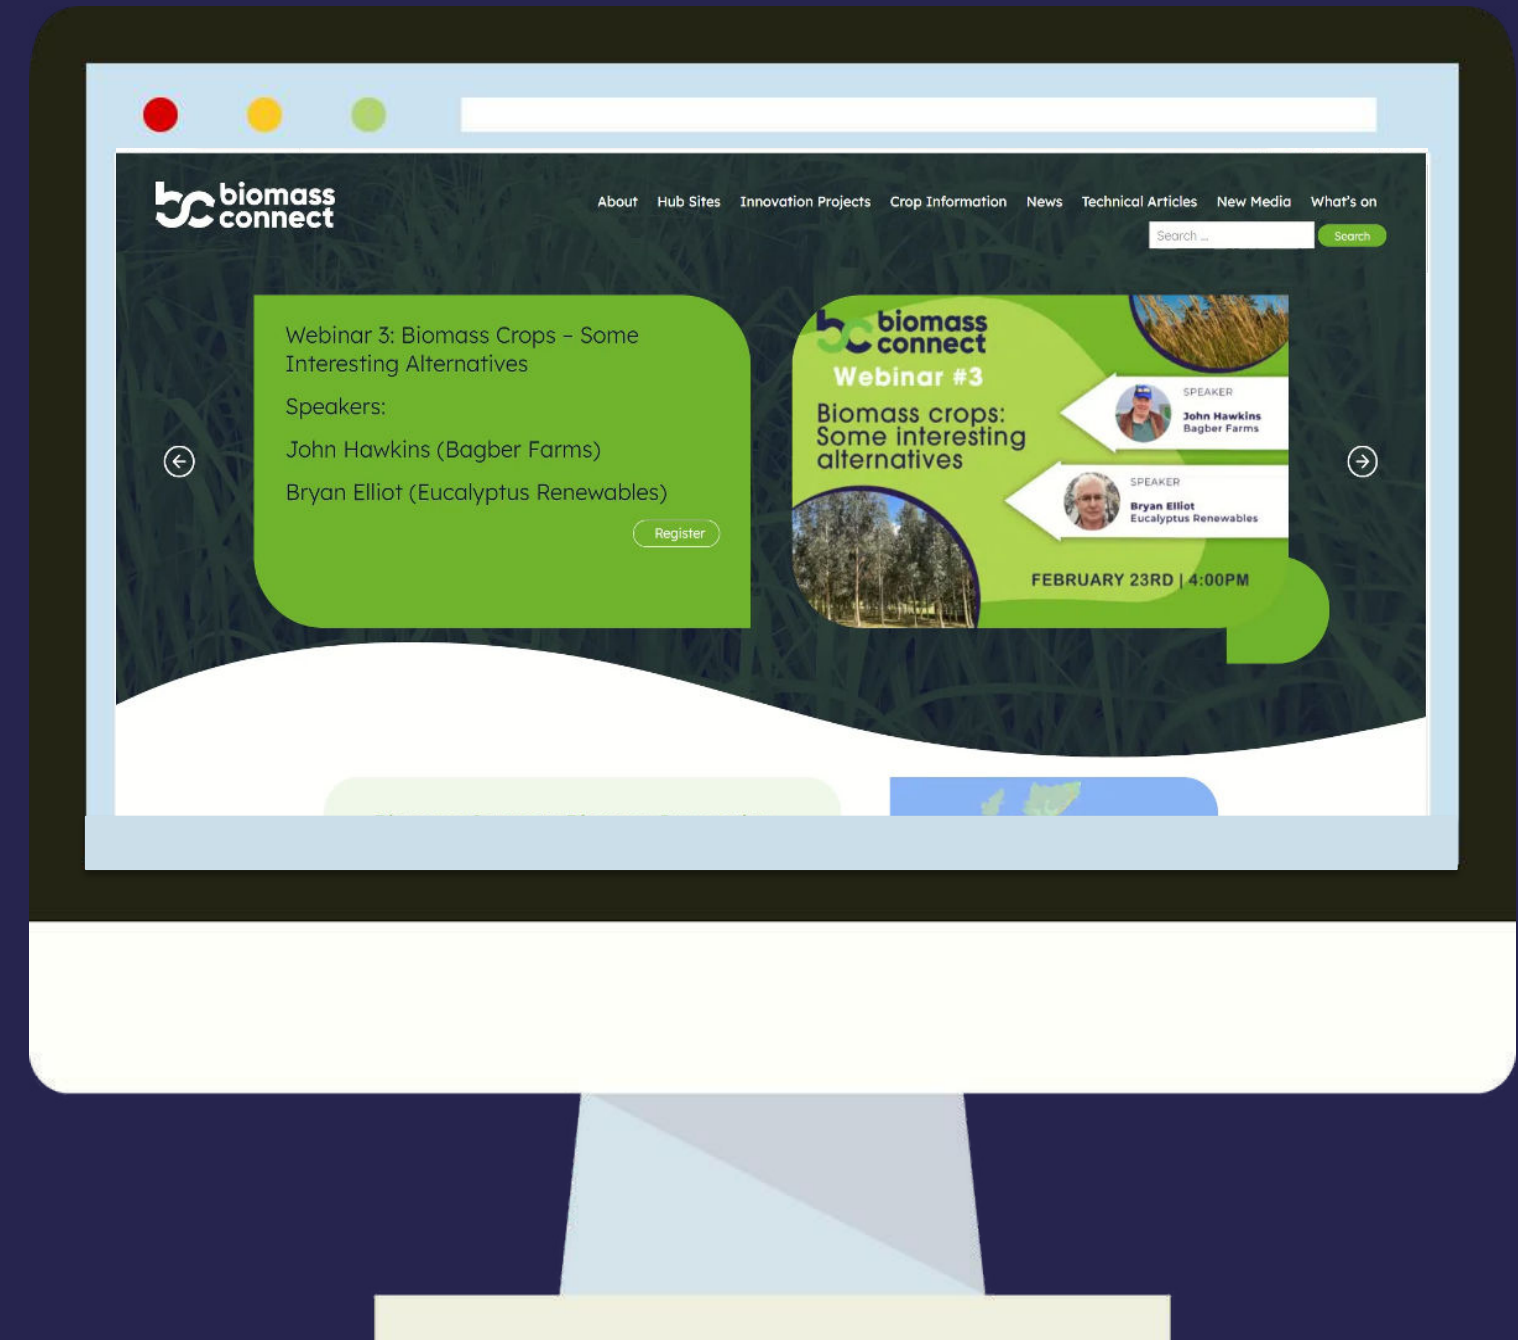 biomass
connect
About Hub Sites Innovation Projects Crop Information News Technical Articles New Media What's on
Search ...
Search
Webinar 3: Biomass Crops – Some
Interesting Alternatives
Speakers:
John Hawkins (Bagber Farms)
Bryan Elliot (Eucalyptus Renewables)
Register
biomass
connect
Webinar #3
Biomass crops:
Some interesting
alternatives
SPEAKER
John Hawkins
Bagber Farms
SPEAKER
Bryan Elliot
Eucalyptus Renewables
FEBRUARY 23RD | 4:00PM